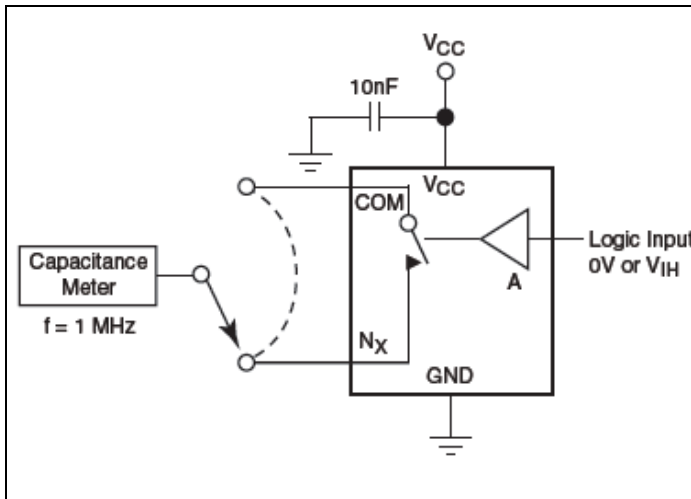 VCC
10nF
VCC
COM
Capacitance
Meter
f = 1 MHz
Logic Input
0V or VIH
A
NX
GND